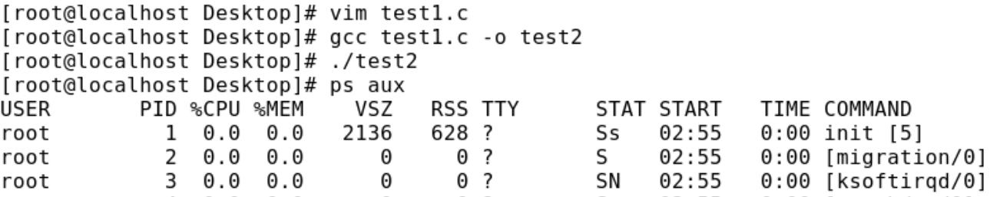 [root@localhost Desktop]# vim test1.c
[root@localhost Desktop]# gcc test1.c -o test2
[root@localhost Desktop]# ./test2
[root@localhost Desktop]# ps aux
USER       PID %CPU %MEM    VSZ   RSS TTY      STAT START   TIME COMMAND
root         1  0.0  0.0   2136   628 ?        Ss   02:55   0:00 init [5]
root         2  0.0  0.0      0     0 ?        S    02:55   0:00 [migration/0]
root         3  0.0  0.0      0     0 ?        SN   02:55   0:00 [ksoftirqd/0]